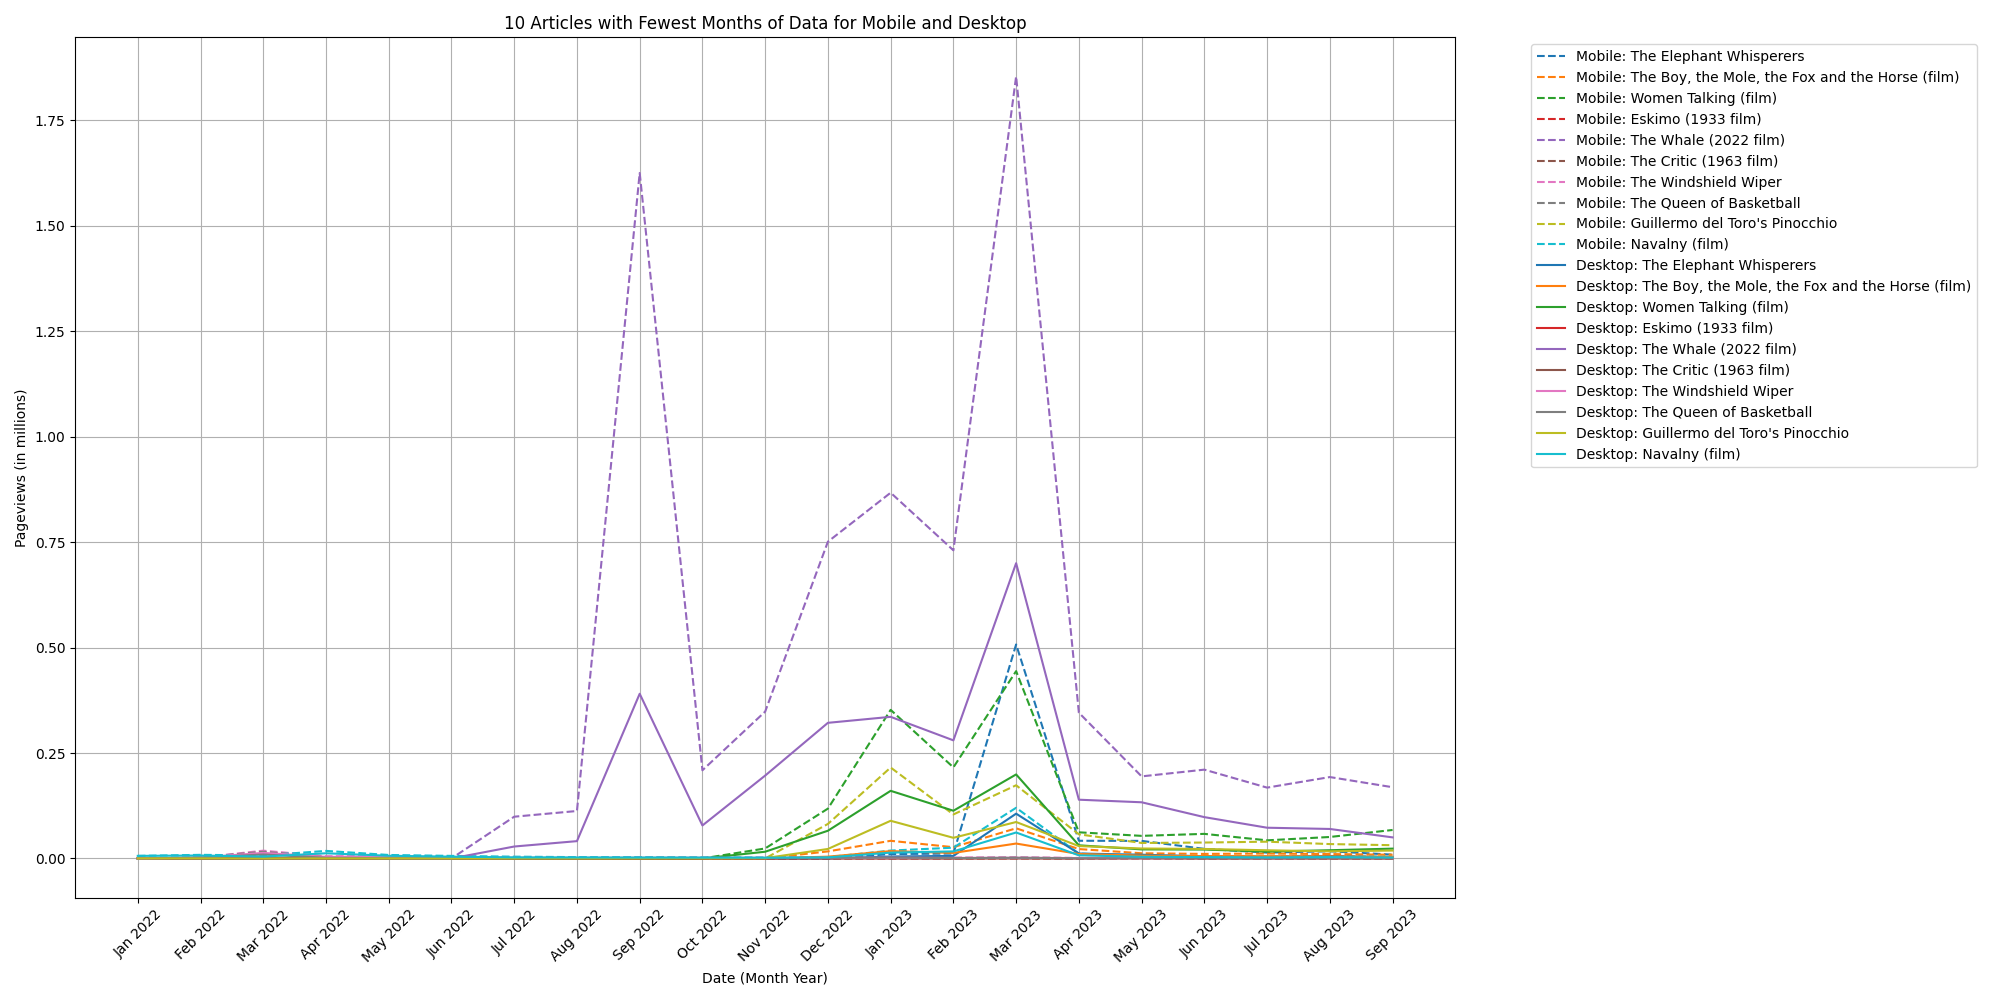 10 Articles with Fewest Months of Data for Mobile and Desktop
Pageviews (in millions)
1.75
1.50
1.25
1.00
0.75
0.50
0.25
0.00
Jan 2022
Feb 2022
Mar 2022
Apr 2022
May 2022
Jun 2022
Jul 2022
Aug 2022
Sep 2022
Oct 2022
Nov 2022
Dec 2022
Jan 2023
Feb 2023
Mar 2023
Apr 2023
May 2023
Jun 2023
Jul 2023
Aug 2023
Sep 2023
Date (Month Year)
Mobile: The Elephant Whisperers
Mobile: The Boy, the Mole, the Fox and the Horse (film)
Mobile: Women Talking (film)
Mobile: Eskimo (1933 film)
Mobile: The Whale (2022 film)
Mobile: The Critic (1963 film)
Mobile: The Windshield Wiper
Mobile: The Queen of Basketball
Mobile: Guillermo del Toro's Pinocchio
Mobile: Navalny (film)
Desktop: The Elephant Whisperers
Desktop: The Boy, the Mole, the Fox and the Horse (film)
Desktop: Women Talking (film)
Desktop: Eskimo (1933 film)
Desktop: The Whale (2022 film)
Desktop: The Critic (1963 film)
Desktop: The Windshield Wiper
Desktop: The Queen of Basketball
Desktop: Guillermo del Toro's Pinocchio
Desktop: Navalny (film)